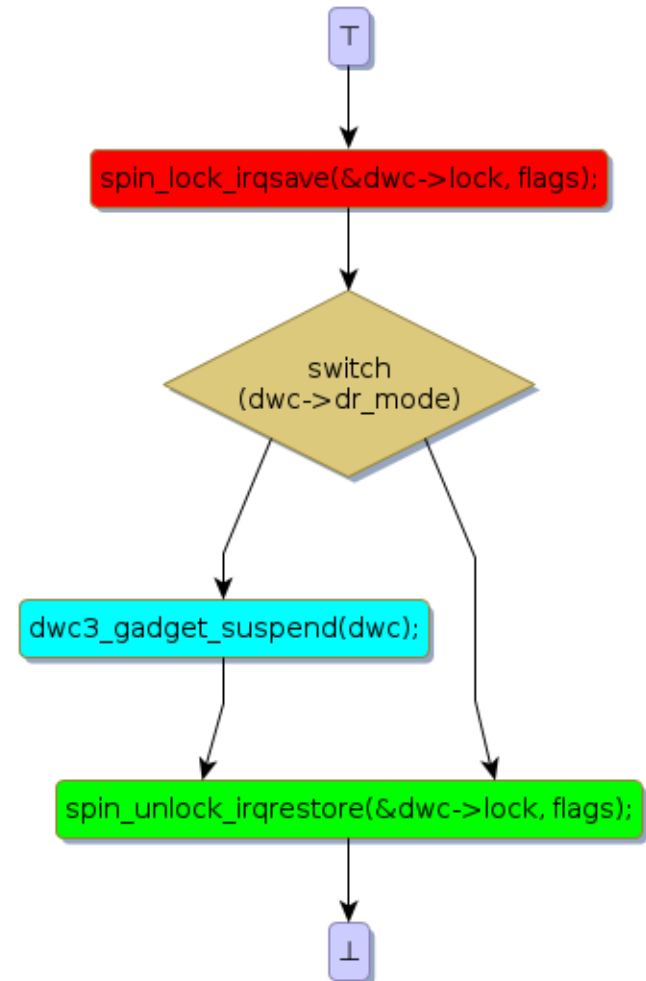 ⊤
spin_lock_irqsave(&dwc->lock, flags);
switch
(dwc->dr_mode)
dwc3_gadget_suspend(dwc);
spin_unlock_irqrestore(&dwc->lock, flags);
⊥